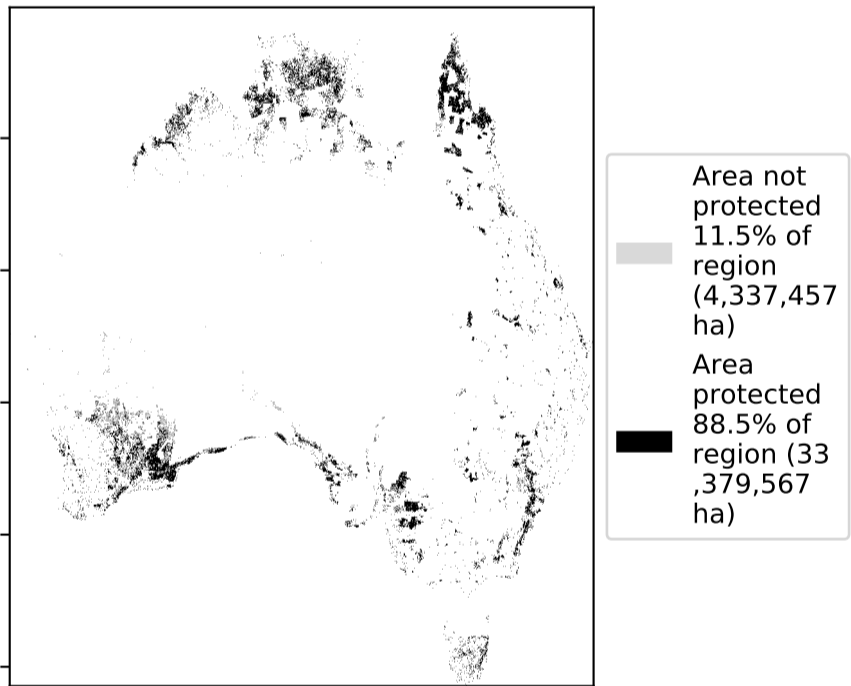 Area not
protected
11.5% of
region
(4,337,457
ha)
Area
protected
88.5% of
region (33
,379,567
ha)